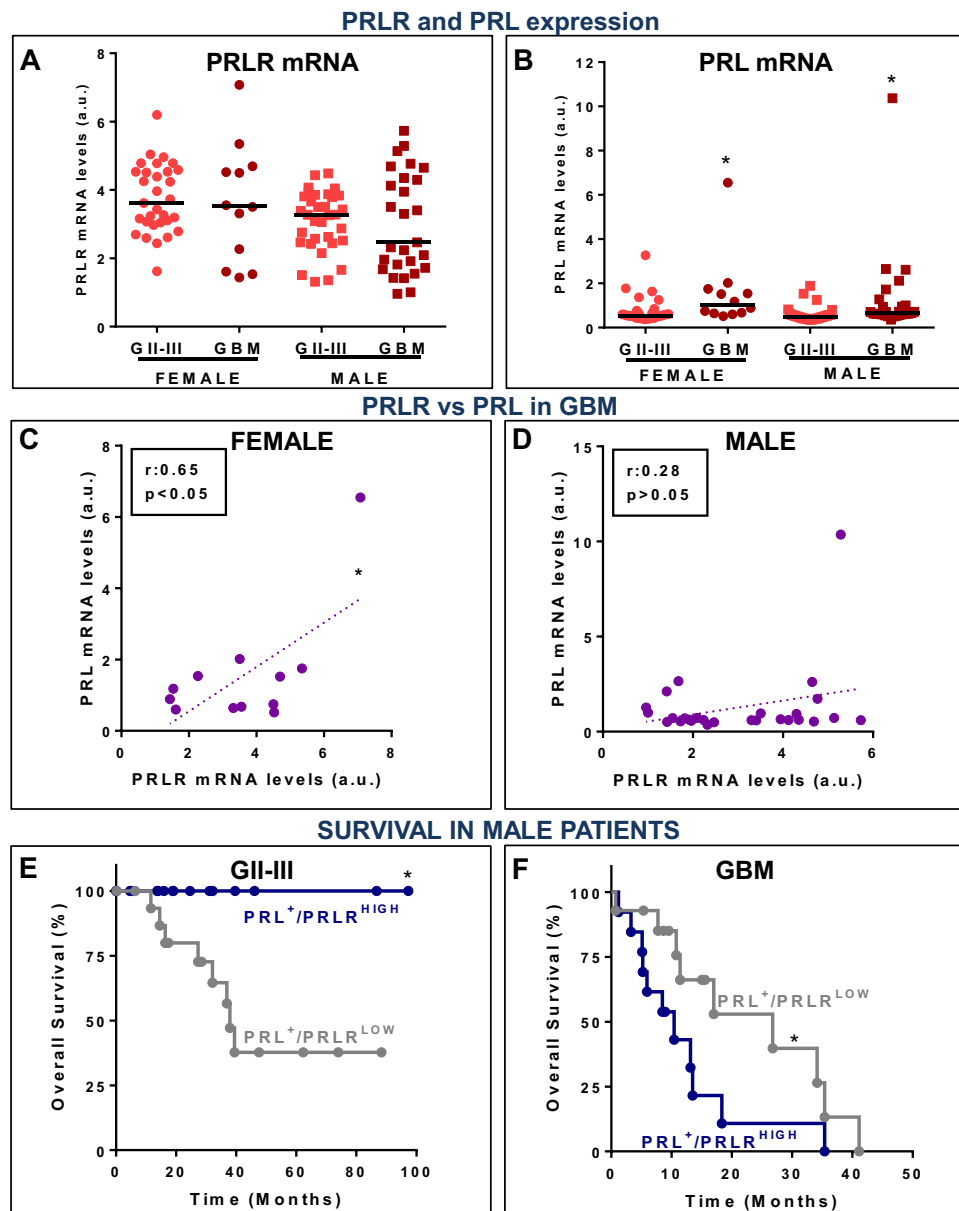 PRLR and PRL expression
A
PRLR mRNA
PRLR mRNA levels (a.u.)
8
6
4
2
0
GII-III
GBM
GII-III
GBM
FEMALE
MALE
B
PRL mRNA
PRL mRNA levels (a.u.)
12
10
8
6
4
2
0
*
*
GII-III
GBM
GII-III
GBM
FEMALE
MALE
PRLR vs PRL in GBM
C
FEMALE
r:0.65
p<0.05
PRL mRNA levels (a.u.)
8
6
4
2
0
*
0
2
4
6
8
PRLR mRNA levels (a.u.)
D
MALE
r:0.28
p>0.05
PRL mRNA levels (a.u.)
15
10
5
0
0
2
4
6
PRLR mRNA levels (a.u.)
SURVIVAL IN MALE PATIENTS
E
GII-III
Overall Survival (%)
100
75
50
25
0
*
PRL+/PRLRHIGH
PRL+/PRLRLOW
0
20
40
60
80
100
Time (Months)
F
GBM
Overall Survival (%)
100
75
50
25
0
PRL+/PRLRLOW
*
PRL+/PRLRHIGH
0
10
20
30
40
50
Time (Months)